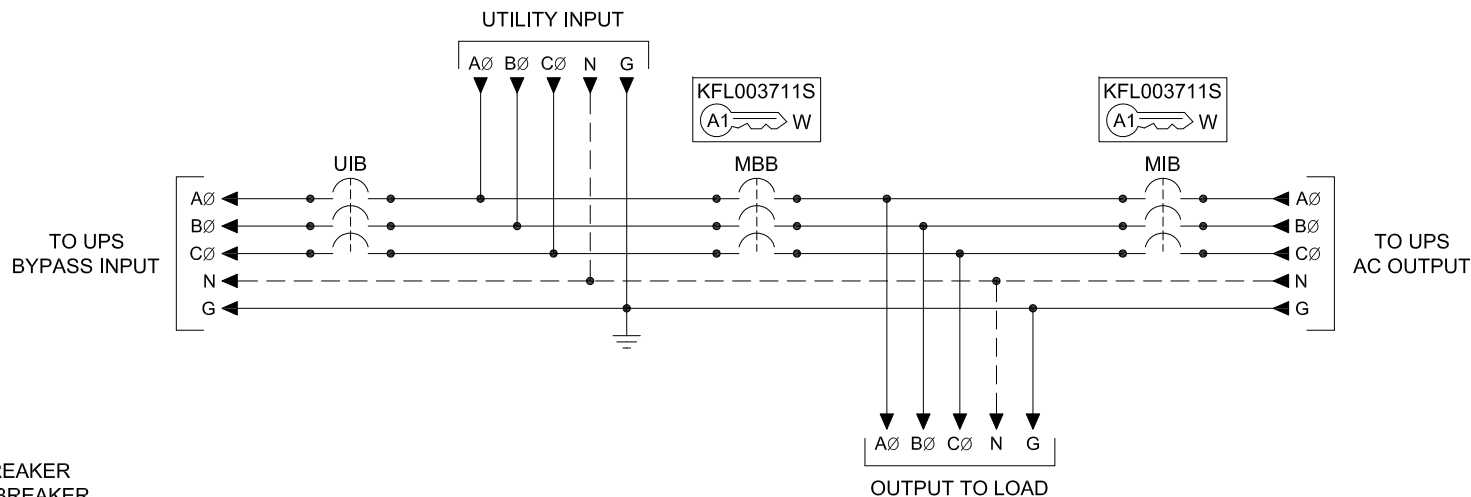 UTILITY INPUT
AØ BØ CØ N G
KFL003711S
A1 W
KFL003711S
A1 W
UIB
MBB
MIB
AØ
BØ
CØ
N
G
TO UPS
BYPASS INPUT
AØ
BØ
CØ
N
G
TO UPS
AC OUTPUT
AØ BØ CØ N G
OUTPUT TO LOAD
BREAKER